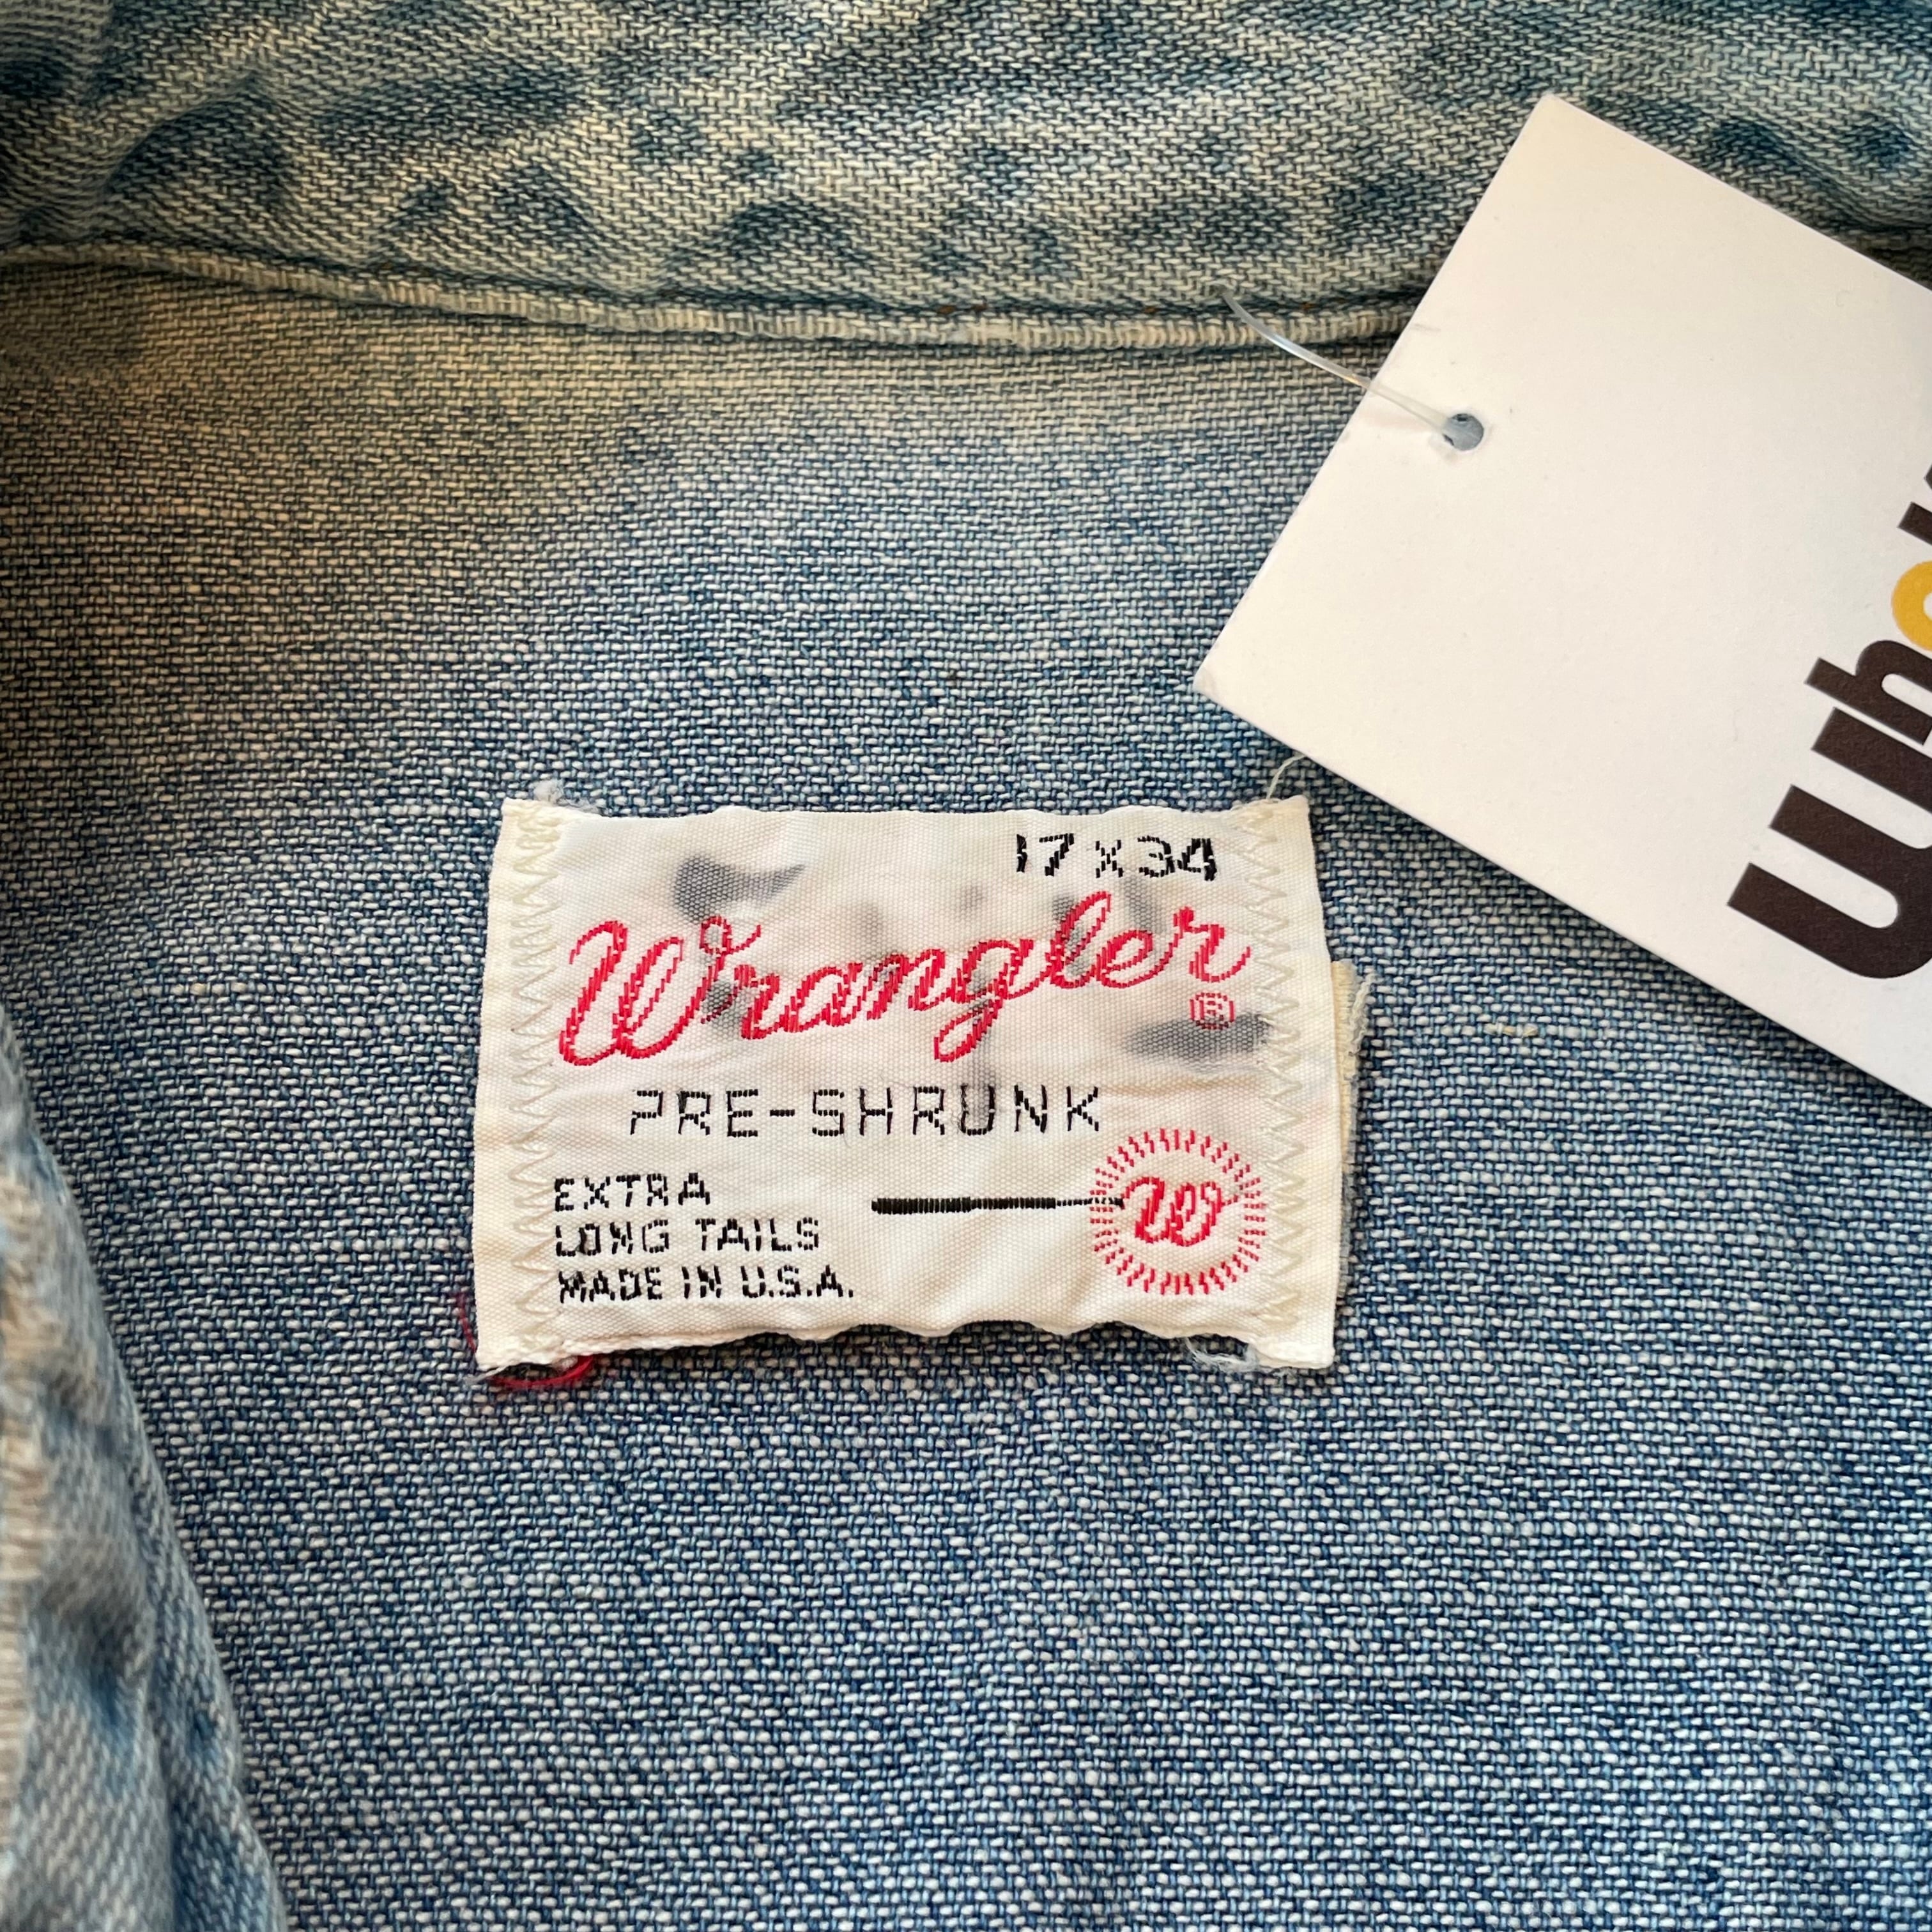 17 X 34
Wrangler ®
PRE-SHRUNK
EXTRA
LONG TAILS
MADE IN U.S.A.
W